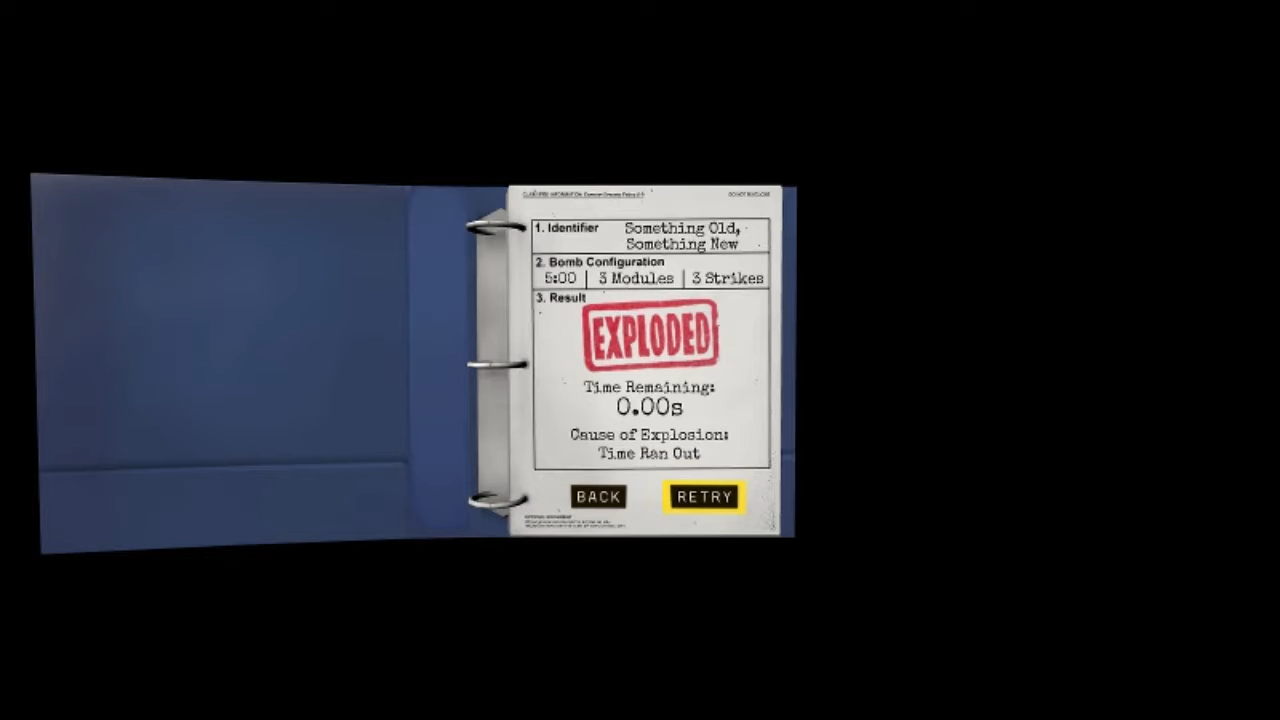 1. Identifier
Something Old,
Something New
2. Bomb Configuration
5:00 3 Modules 3 Strikes
3. Result
EXPLODED
Time Remaining:
0.00s
Cause of Explosion:
Time Ran Out
BACK RETRY